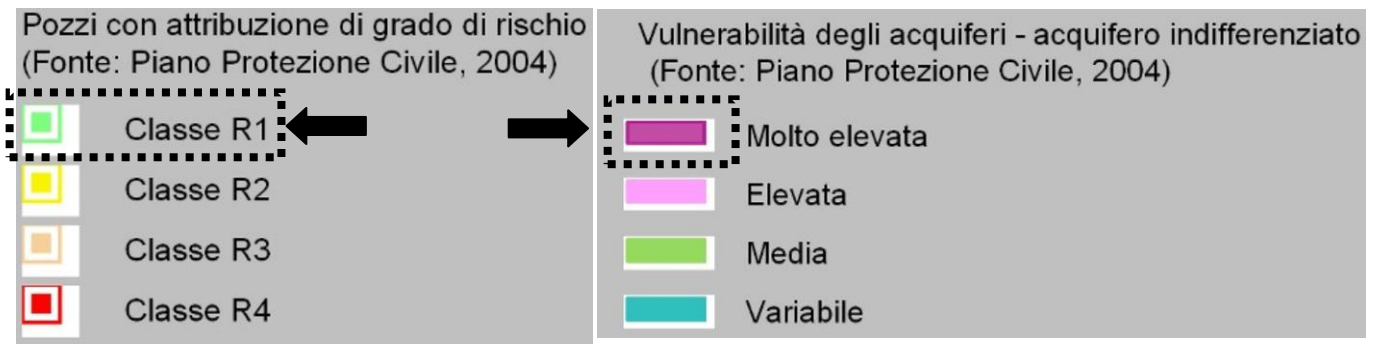 Pozzi con attribuzione di grado di rischio
(Fonte: Piano Protezione Civile, 2004)
Classe R1
Classe R2
Classe R3
Classe R4
Vulnerabilità degli acquiferi - acquifero indifferenziato
(Fonte: Piano Protezione Civile, 2004)
Molto elevata
Elevata
Media
Variabile